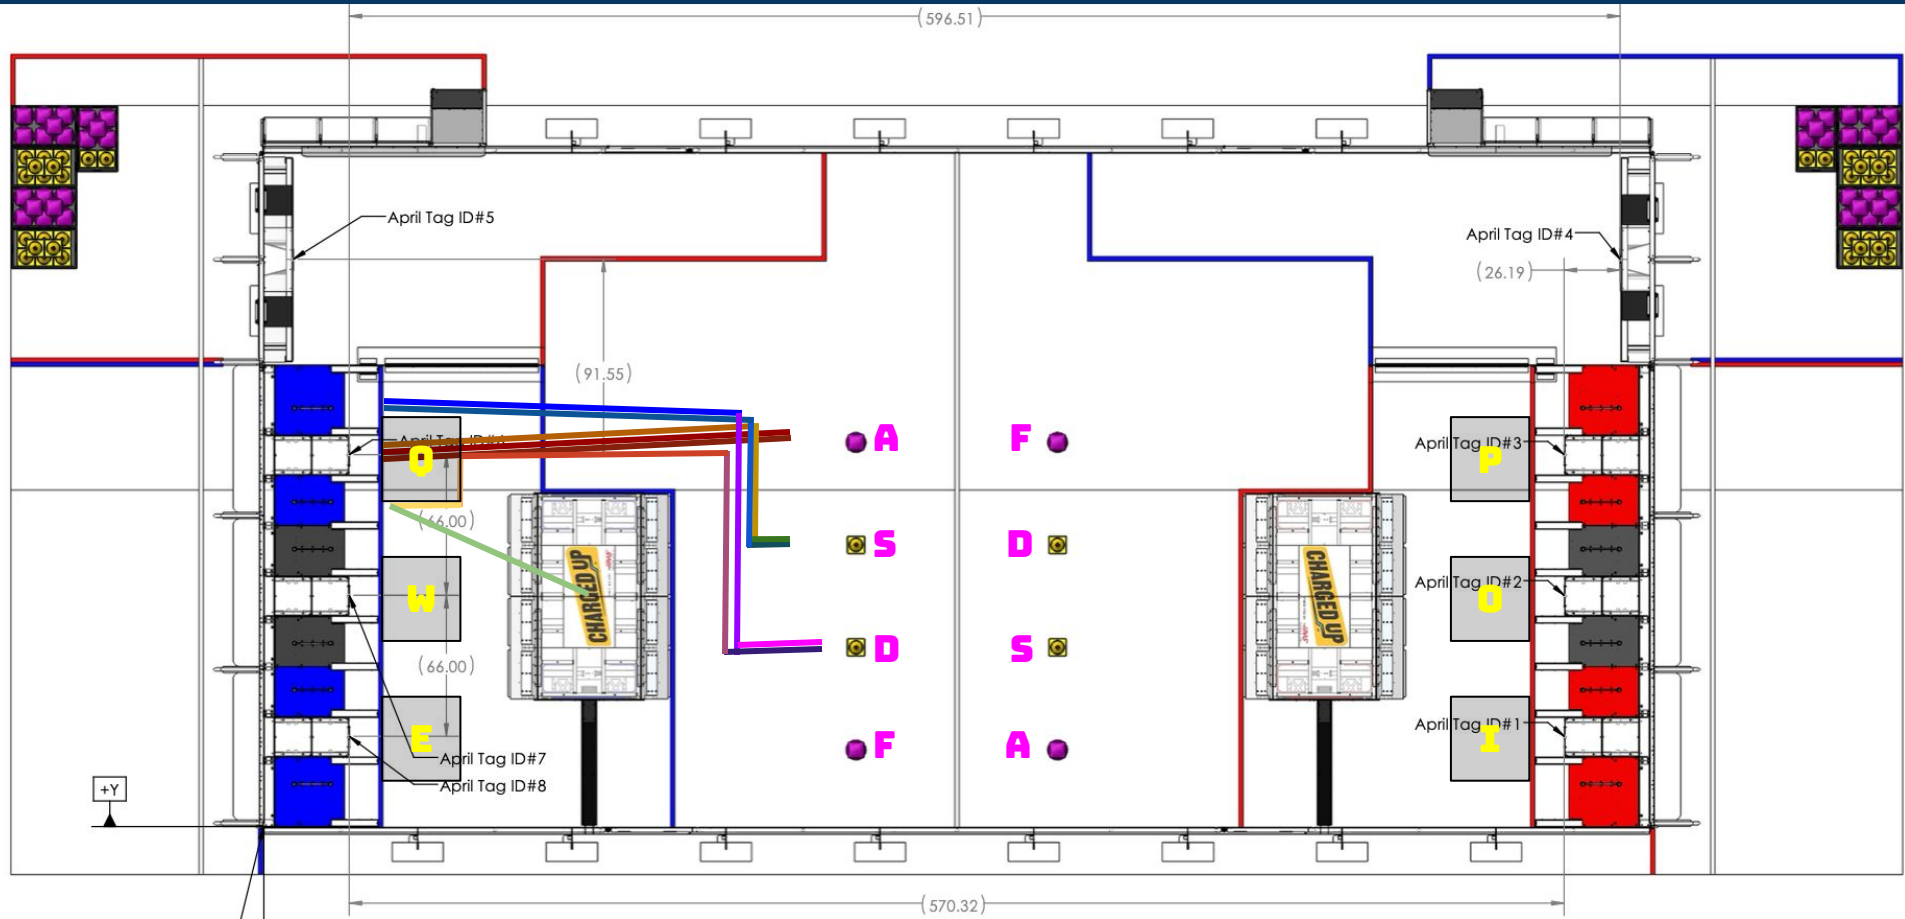 (596.51)
April Tag ID#5
April Tag ID#4
(26.19)
(91.55)
A
F
April Tag ID#3
Q
P
(66.00)
S
D
CHARGED UP
CHARGED UP
April Tag ID#2
W
O
D
S
(66.00)
April Tag ID#1
E
F
A
I
April Tag ID#7
April Tag ID#8
+Y
(570.32)